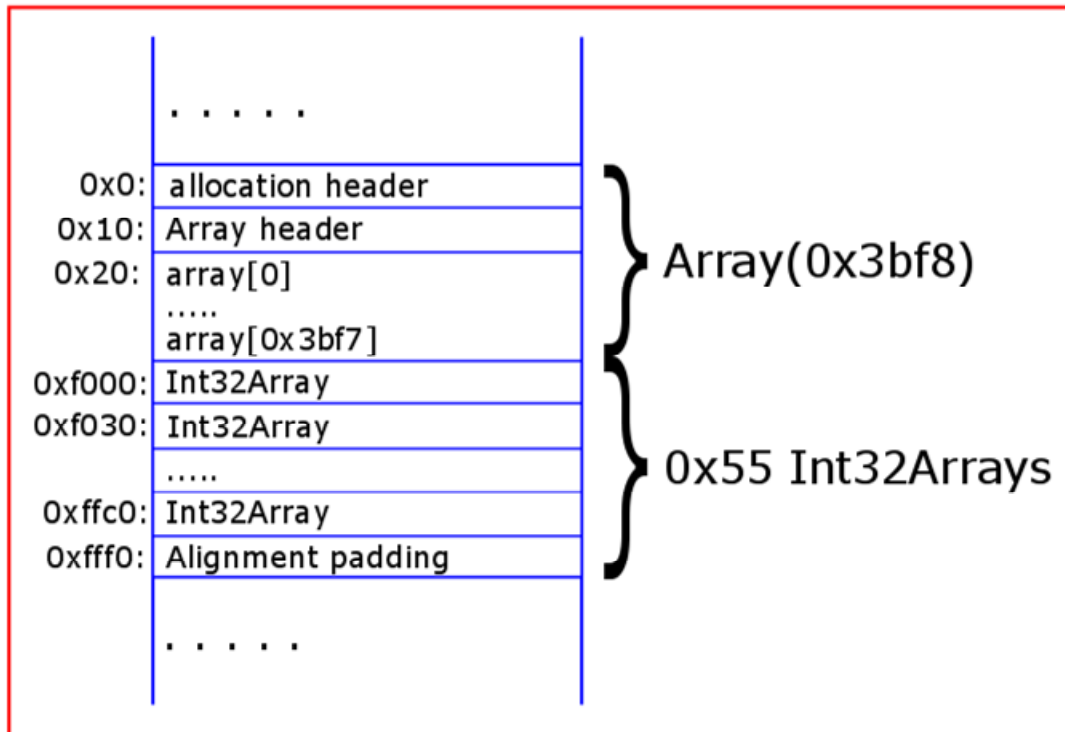 . . . . .
0x0: allocation header
0x10: Array header
0x20: array[0]
.....
array[0x3bf7]
Array(0x3bf8)
0xf000: Int32Array
0xf030: Int32Array
.....
0xffc0: Int32Array
0xfff0: Alignment padding
0x55 Int32Arrays
. . . . .